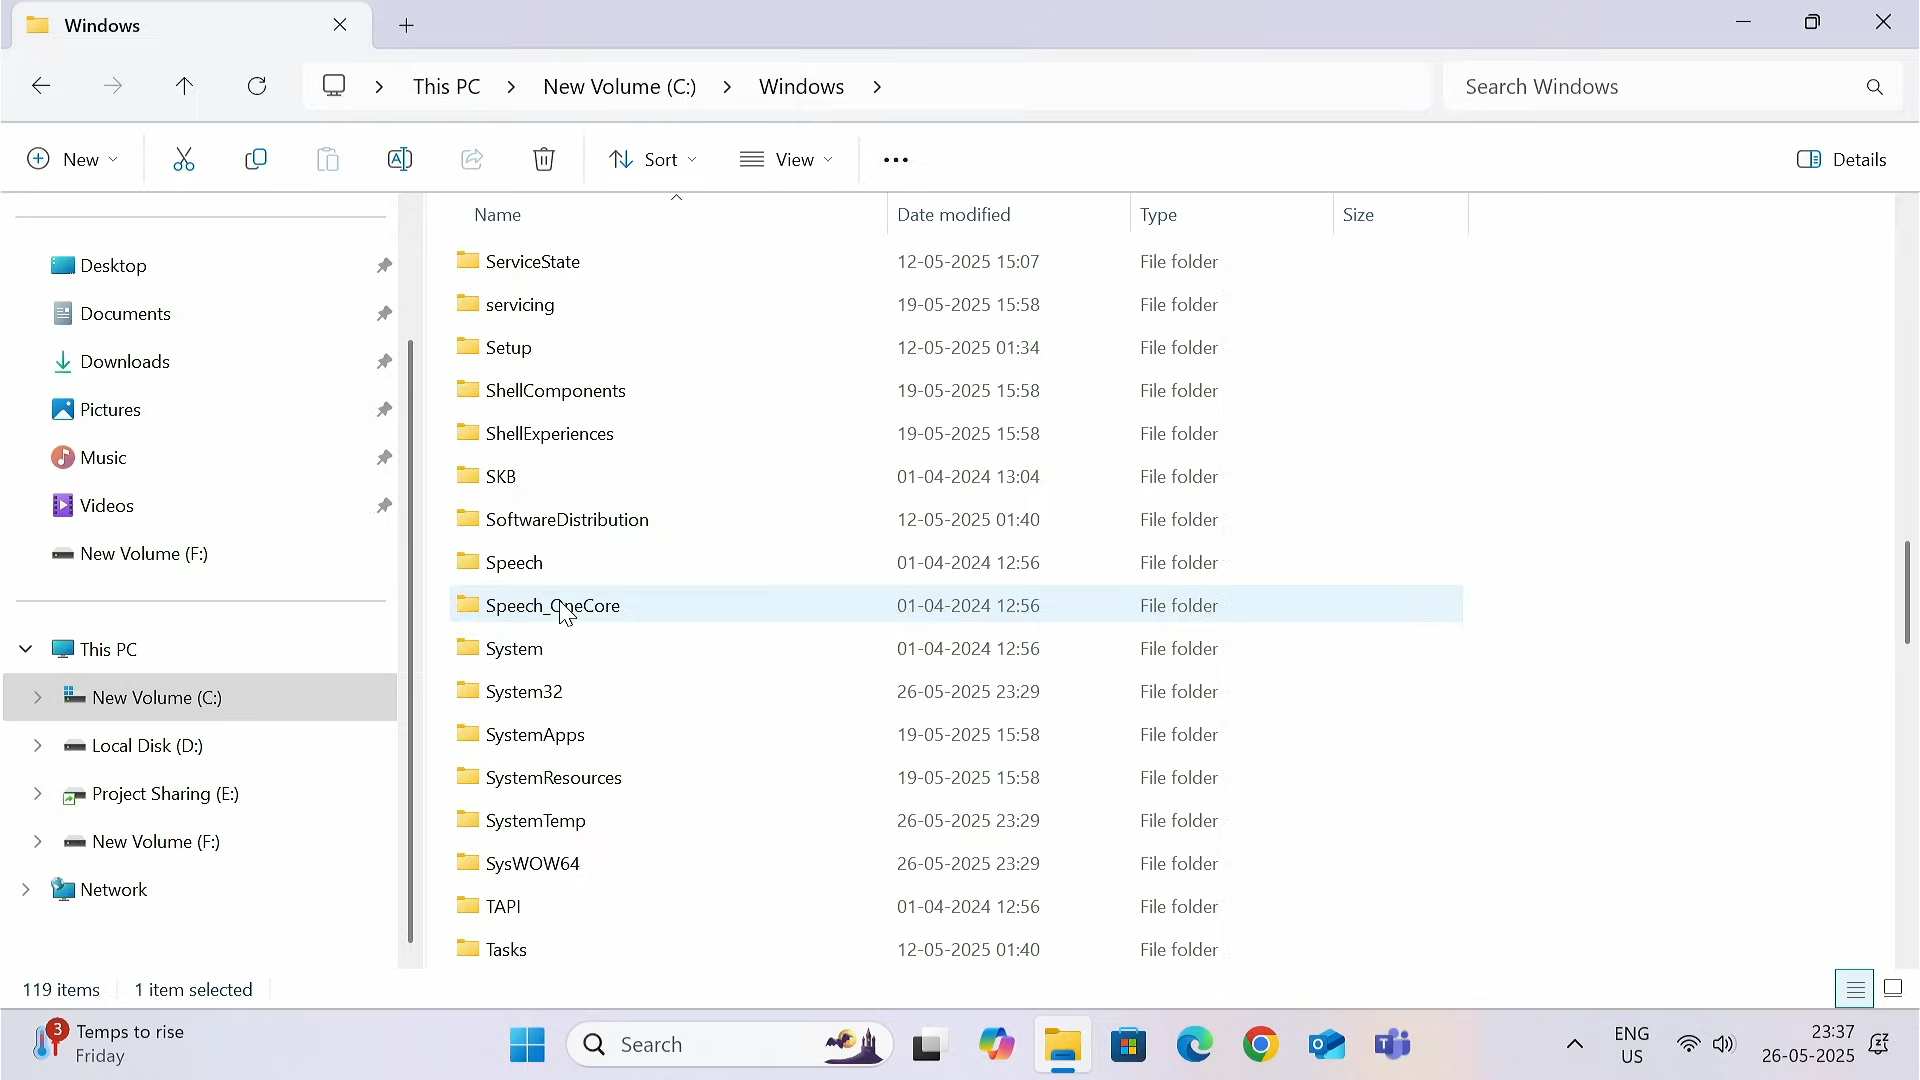 Windows
This PC
New Volume (C:)
Windows
Search Windows
New
Sort
View
Details
Name
Date modified
Type
Size
Desktop
Documents
Downloads
Pictures
Music
Videos
New Volume (F:)
This PC
New Volume (C:)
Local Disk (D:)
Project Sharing (E:)
New Volume (F:)
Network
ServiceState 12-05-2025 15:07 File folder
servicing 19-05-2025 15:58 File folder
Setup 12-05-2025 01:34 File folder
ShellComponents 19-05-2025 15:58 File folder
ShellExperiences 19-05-2025 15:58 File folder
SKB 01-04-2024 13:04 File folder
SoftwareDistribution 12-05-2025 01:40 File folder
Speech 01-04-2024 12:56 File folder
Speech_OneCore 01-04-2024 12:56 File folder
System 01-04-2024 12:56 File folder
System32 26-05-2025 23:29 File folder
SystemApps 19-05-2025 15:58 File folder
SystemResources 19-05-2025 15:58 File folder
SystemTemp 26-05-2025 23:29 File folder
SysWOW64 26-05-2025 23:29 File folder
TAPI 01-04-2024 12:56 File folder
Tasks 12-05-2025 01:40 File folder
119 items
1 item selected
3
Temps to rise
Friday
Search
ENG
US
23:37
26-05-2025